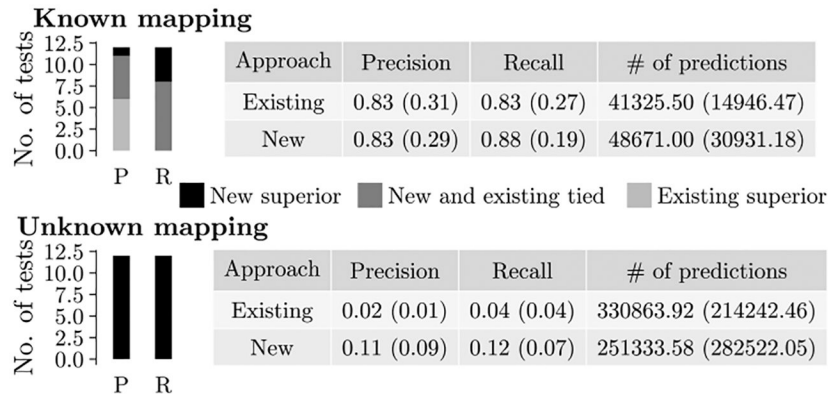 Known mapping
No. of tests
12.5
10.0
7.5
5.0
2.5
0.0
P R
Approach Precision Recall # of predictions
Existing 0.83 (0.31) 0.83 (0.27) 41325.50 (14946.47)
New 0.83 (0.29) 0.88 (0.19) 48671.00 (30931.18)
New superior New and existing tied Existing superior
Unknown mapping
No. of tests
12.5
10.0
7.5
5.0
2.5
0.0
P R
Approach Precision Recall # of predictions
Existing 0.02 (0.01) 0.04 (0.04) 330863.92 (214242.46)
New 0.11 (0.09) 0.12 (0.07) 251333.58 (282522.05)